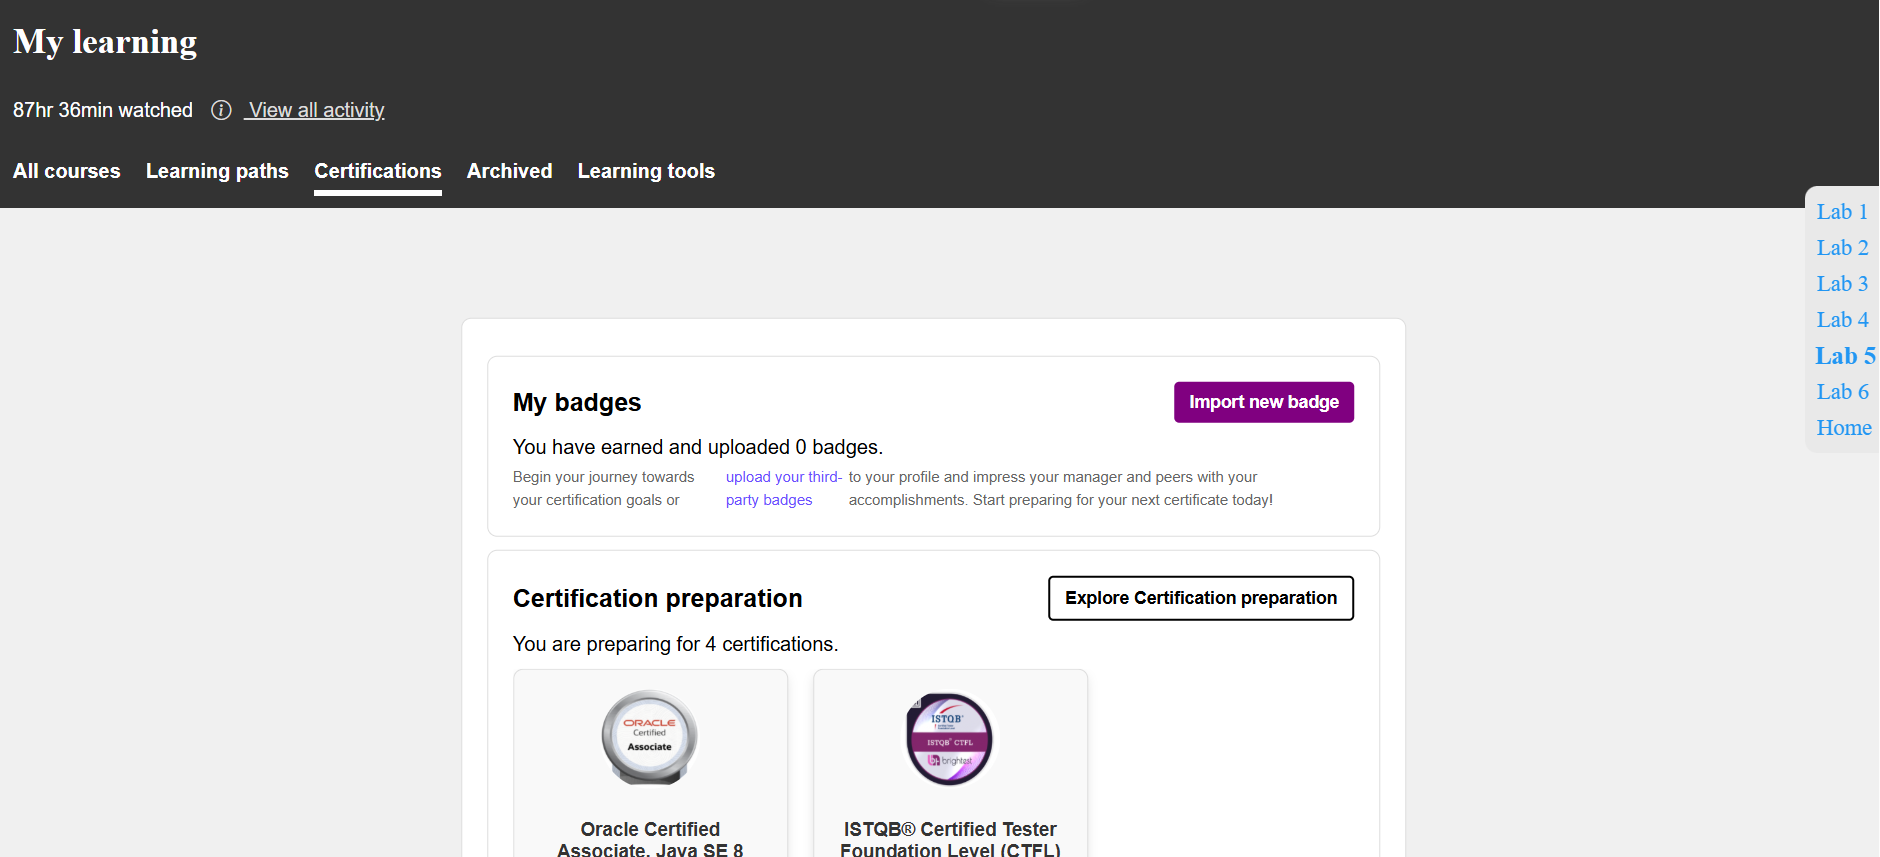 My learning
87hr 36min watched View all activity
All courses Learning paths Certifications Archived Learning tools
Lab 1
Lab 2
Lab 3
Lab 4
Lab 5
Lab 6
Home
My badges
Import new badge
You have earned and uploaded 0 badges.
Begin your journey towards upload your third- to your profile and impress your manager and peers with your
your certification goals or party badges accomplishments. Start preparing for your next certificate today!
Certification preparation
Explore Certification preparation
You are preparing for 4 certifications.
ORACLE
Certified
Associate
Oracle Certified
Associate, Java SE 8
ISTQB®
ISTQB® CTFL
brightest
ISTQB® Certified Tester
Foundation Level (CTFL)